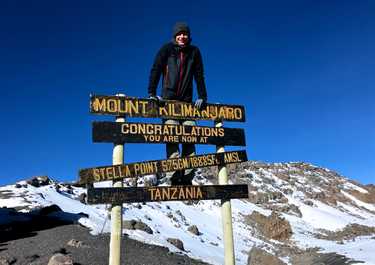 MOUNT KILIMANJARO
CONGRATULATIONS
YOU ARE NOW AT
STELLA POINT 5756M/18885Ft. AMSL
TANZANIA